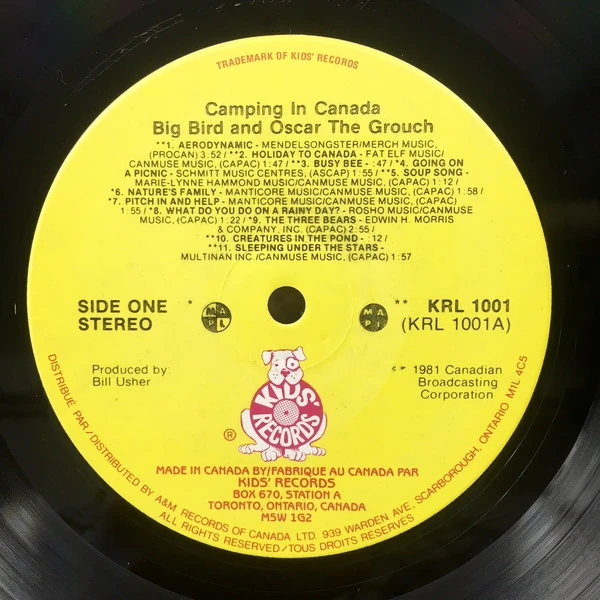 TRADEMARK OF KIDS' RECORDS
Camping In Canada
Big Bird and Oscar The Grouch
**1. AERODYNAMIC - MENDELSONGSTER/MERCH MUSIC,
(PROCAN) 3:52 / **2. HOLIDAY TO CANADA - FAT ELF MUSIC/
CANMUSE MUSIC, (CAPAC) 1:47 / **3. BUSY BEE - :47 / *4. GOING ON
A PICNIC - SCHMITT MUSIC CENTRES, (ASCAP) 1:55 / **5. SOUP SONG -
MARIE-LYNNE HAMMOND MUSIC/CANMUSE MUSIC, (CAPAC) 1:12 /
*6. NATURE'S FAMILY - MANTICORE MUSIC/CANMUSE MUSIC, (CAPAC) 1:58 /
*7. PITCH IN AND HELP - MANTICORE MUSIC/CANMUSE MUSIC, (CAPAC)
1:55 / *8. WHAT DO YOU DO ON A RAINY DAY? - ROSHO MUSIC/CANMUSE
MUSIC, (CAPAC) 1:22 / *9. THE THREE BEARS - EDWIN H. MORRIS
& COMPANY, INC. (CAPAC) 2:55 /
**10. CREATURES IN THE POND - :12 /
**11. SLEEPING UNDER THE STARS -
MULTINAN INC./CANMUSE MUSIC, (CAPAC) 1:57
SIDE ONE
STEREO
* M A P L
** M A P L
KRL 1001
(KRL 1001A)
Produced by:
Bill Usher
© ℗ 1981 Canadian
Broadcasting
Corporation
KIDS'
RECORDS
®
MADE IN CANADA BY/FABRIQUE AU CANADA PAR
KIDS' RECORDS
BOX 670, STATION A
TORONTO, ONTARIO, CANADA
M5W 1G2
DISTRIBUE PAR/DISTRIBUTED BY A&M RECORDS OF CANADA LTD. 939 WARDEN AVE. SCARBOROUGH, ONTARIO M1L 4C5
ALL RIGHTS RESERVED/TOUS DROITS RESERVÉS